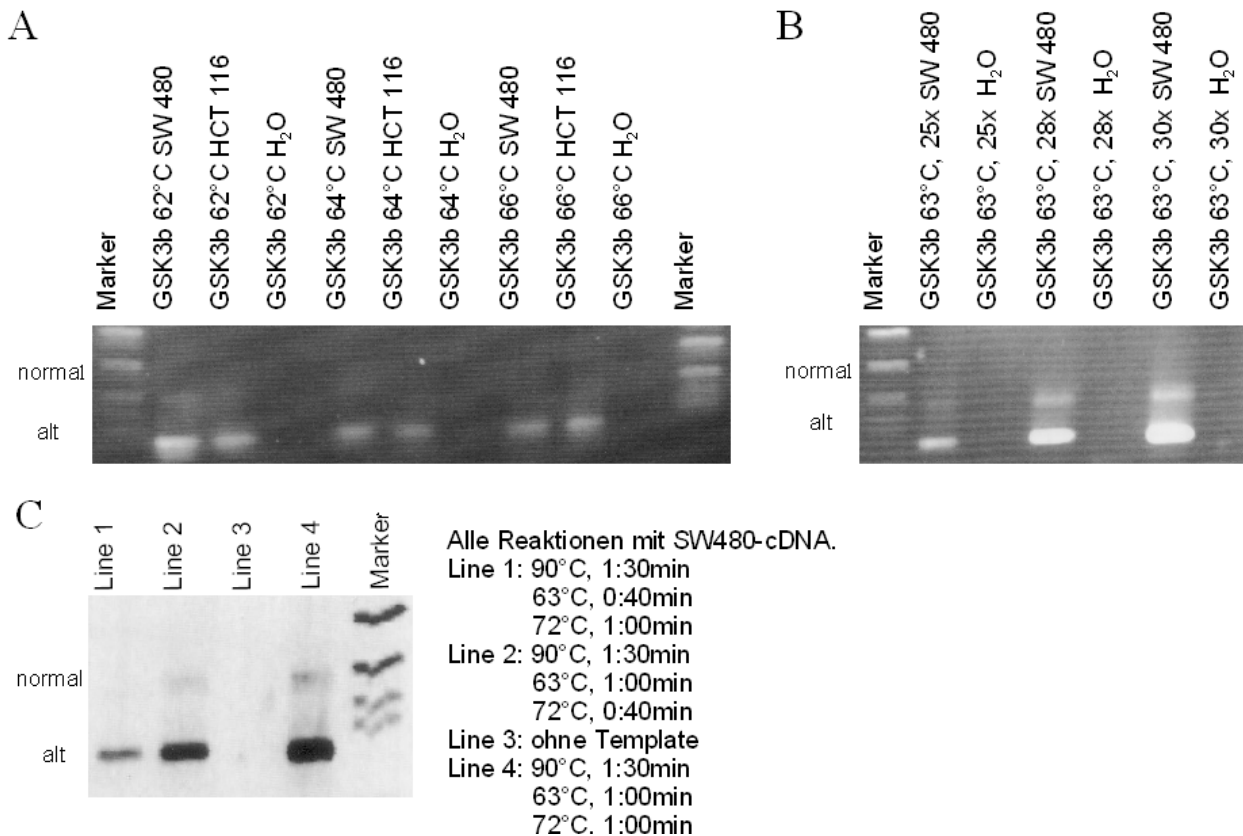 A
Marker
GSK3b 62°C SW 480
GSK3b 62°C HCT 116
GSK3b 62°C H₂O
GSK3b 64°C SW 480
GSK3b 64°C HCT 116
GSK3b 64°C H₂O
GSK3b 66°C SW 480
GSK3b 66°C HCT 116
GSK3b 66°C H₂O
Marker
normal
alt
B
Marker
GSK3b 63°C, 25x SW 480
GSK3b 63°C, 25x H₂O
GSK3b 63°C, 28x SW 480
GSK3b 63°C, 28x H₂O
GSK3b 63°C, 30x SW 480
GSK3b 63°C, 30x H₂O
normal
alt
C
Line 1
Line 2
Line 3
Line 4
Marker
normal
alt
Alle Reaktionen mit SW480-cDNA.
Line 1: 90°C, 1:30min
63°C, 0:40min
72°C, 1:00min
Line 2: 90°C, 1:30min
63°C, 1:00min
72°C, 0:40min
Line 3: ohne Template
Line 4: 90°C, 1:30min
63°C, 1:00min
72°C, 1:00min